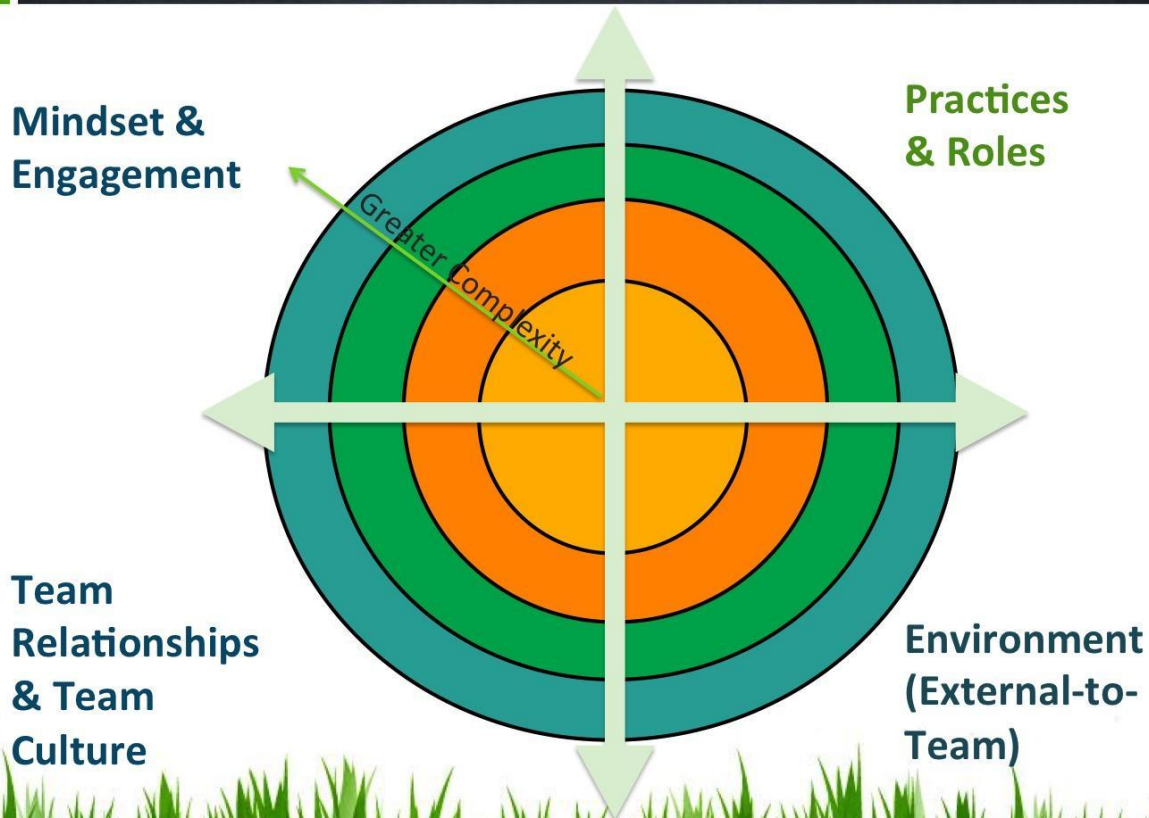 Mindset &
Engagement
Practices
& Roles
Greater Complexity
Team
Relationships
& Team
Culture
Environment
(External-to-
Team)